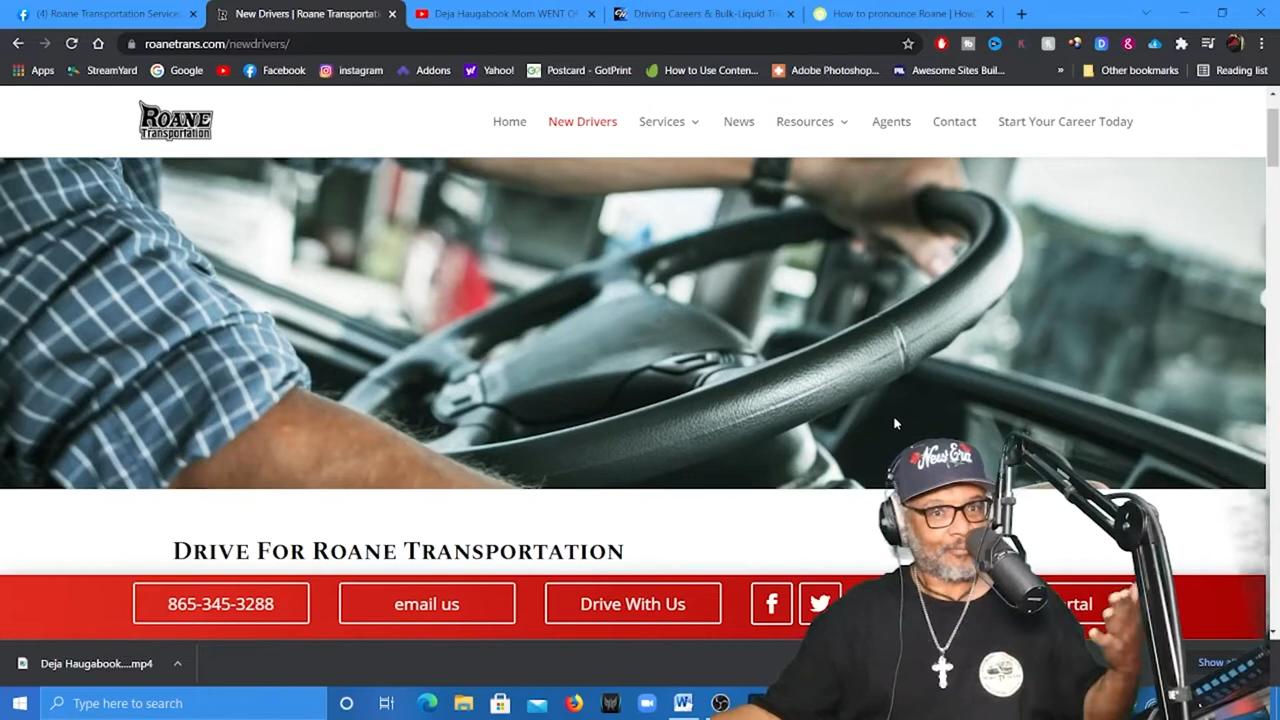 (4) Roane Transportation Service
New Drivers | Roane Transportati
Deja Haugabook Mom WENT O
Driving Careers & Bulk-Liquid Tr
How to pronounce Roane | How
roanetrans.com/newdrivers/
Apps
StreamYard
Google
Facebook
instagram
Addons
Yahoo!
Postcard - GotPrint
How to Use Conten...
Adobe Photoshop...
Awesome Sites Buil...
Other bookmarks
Reading list
ROANE
Transportation
Home
New Drivers
Services
News
Resources
Agents
Contact
Start Your Career Today
New Era
DRIVE FOR ROANE TRANSPORTATION
865-345-3288
email us
Drive With Us
Deja Haugabook....mp4
Type here to search